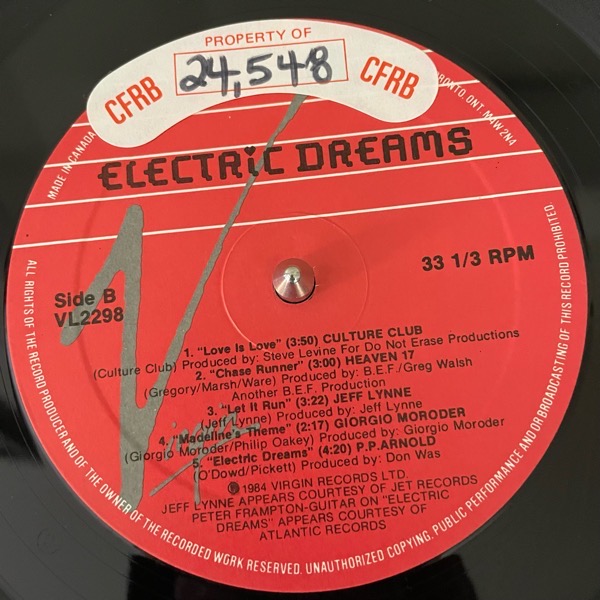 PROPERTY OF
CFRB 24,548 CFRB
MADE IN CANADA
ONT. M4W 2N4
ELECTRIC DREAMS
33 1/3 RPM
Side B
VL2298
1. "Love Is Love" (3:50) CULTURE CLUB
(Culture Club) Produced by: Steve Levine For Do Not Erase Productions
2. "Chase Runner" (3:00) HEAVEN 17
(Gregory/Marsh/Ware) Produced by: B.E.F./Greg Walsh
Another B.E.F. Production
3. "Let It Run" (3:22) JEFF LYNNE
(Jeff Lynne) Produced by: Jeff Lynne
4. "Madeline's Theme" (2:17) GIORGIO MORODER
(Giorgio Moroder/Philip Oakey) Produced by: Giorgio Moroder
5. "Electric Dreams" (4:20) P.P.ARNOLD
(O'Dowd/Pickett) Produced by: Don Was
Virgin
℗ 1984 VIRGIN RECORDS LTD.
JEFF LYNNE APPEARS COURTESY OF JET RECORDS
PETER FRAMPTON-GUITAR ON "ELECTRIC
DREAMS" APPEARS COURTESY OF
ATLANTIC RECORDS
ALL RIGHTS OF THE RECORD PRODUCER AND OF THE OWNER OF THE RECORDED WORK RESERVED. UNAUTHORIZED COPYING, PUBLIC PERFORMANCE AND/OR BROADCASTING OF THIS RECORD PROHIBITED.